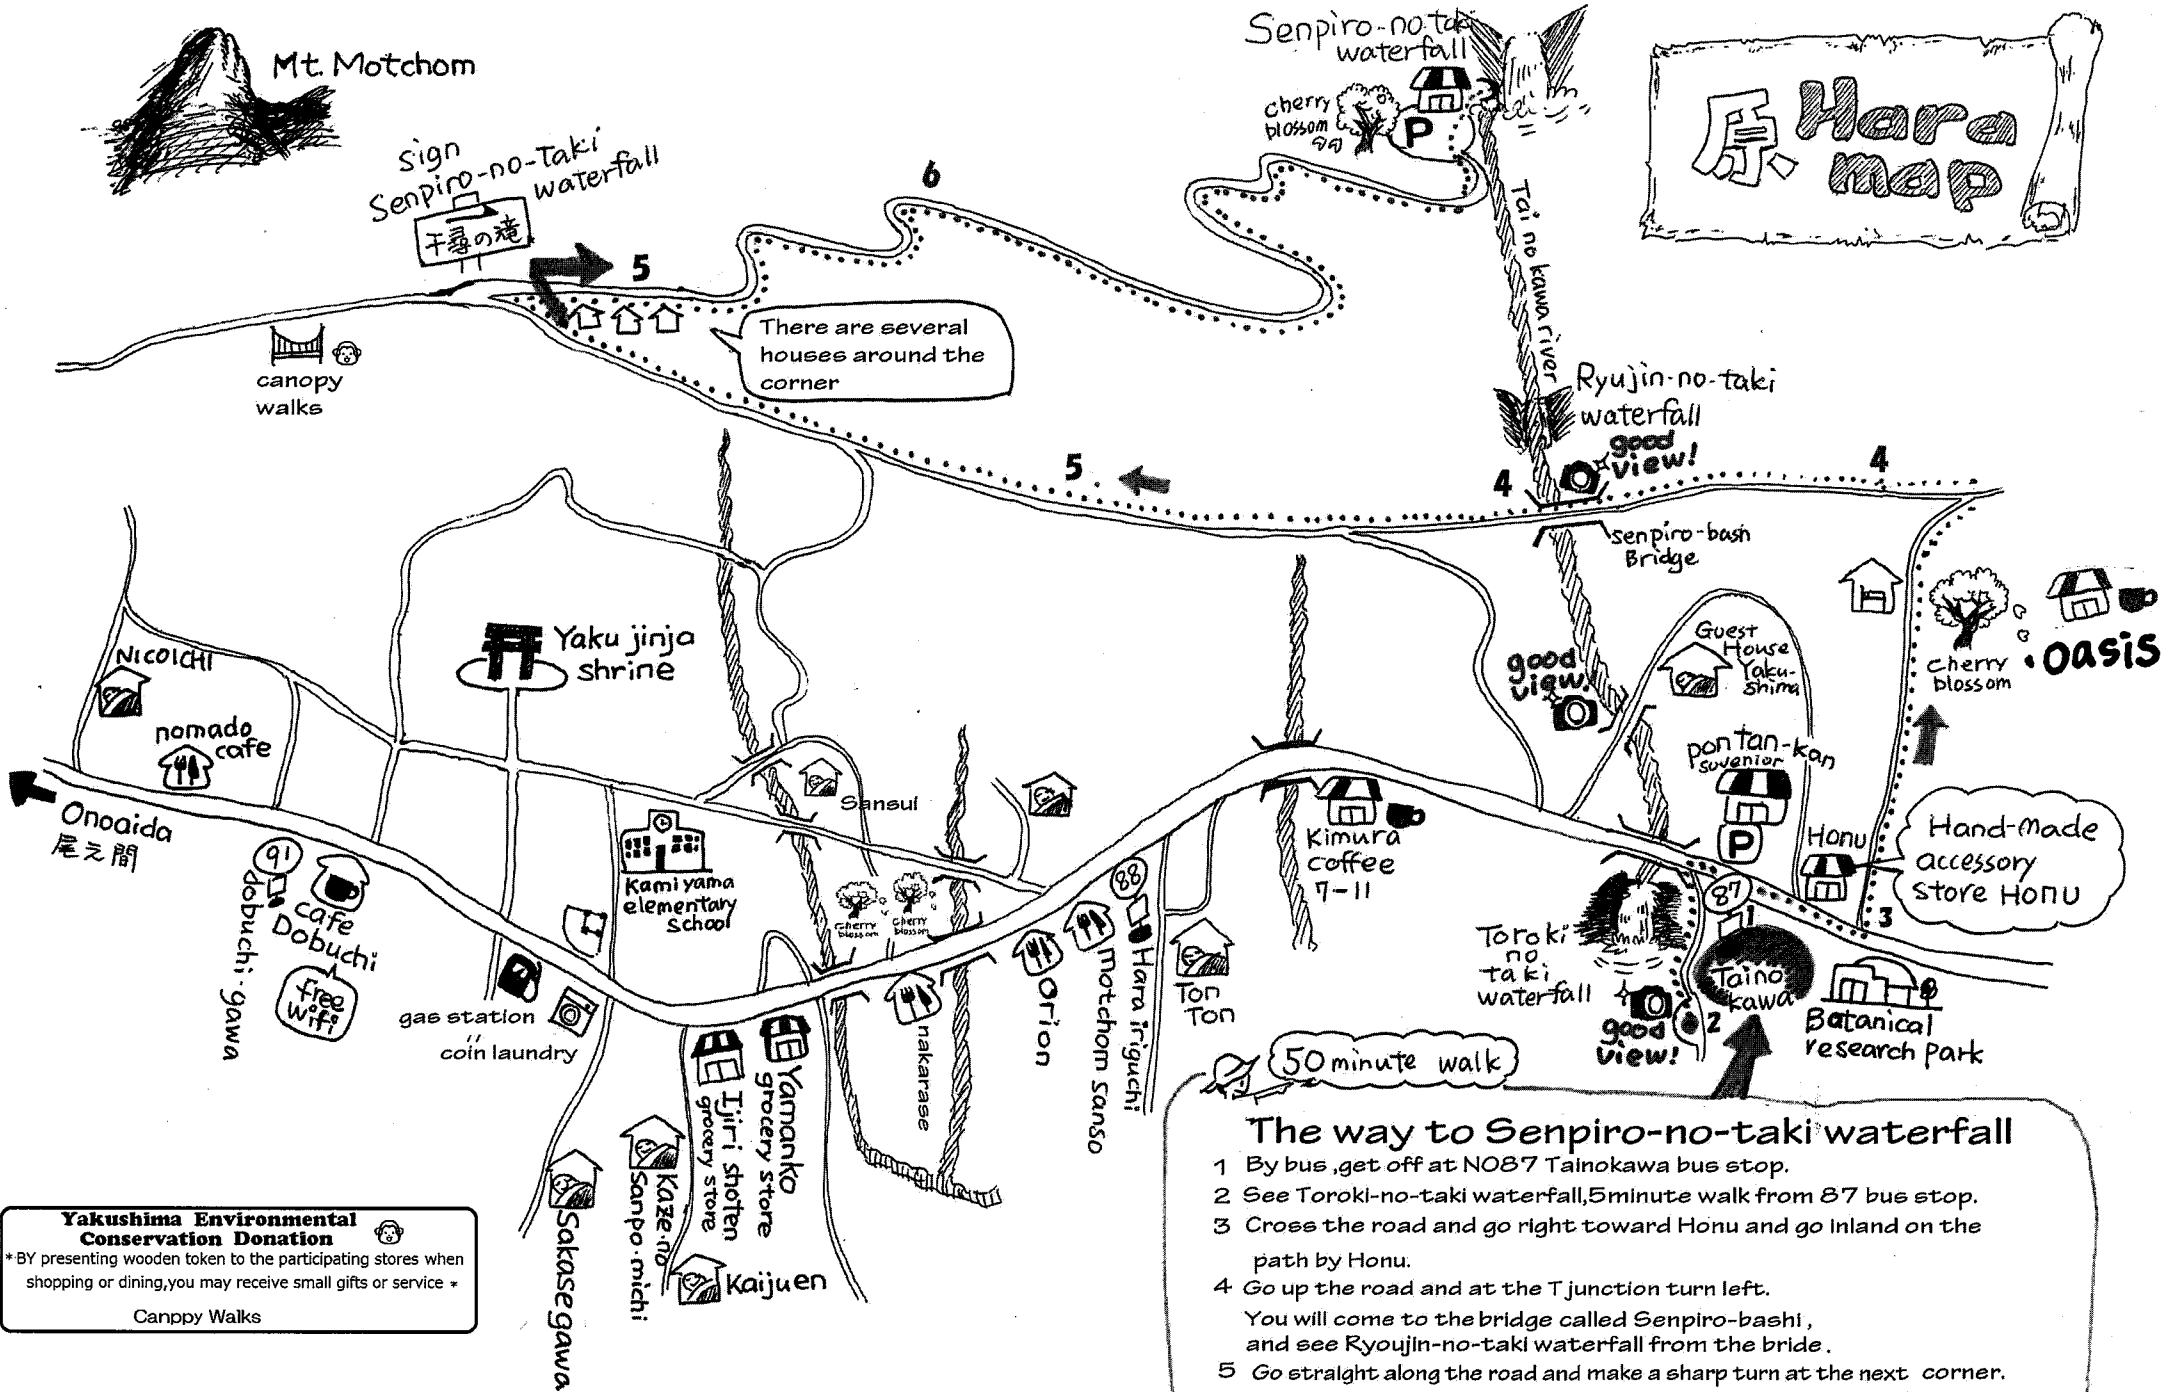 Mt. Motchom
sign
Senpiro-no-Taki
waterfall
千尋の滝
Senpiro-no-taki
waterfall
cherry
blossom
P
原 Hara
map
6
5
There are several
houses around the
corner
canopy
walks
Tai no kawa river
Ryujin-no-taki
waterfall
good
view!
4
4
5
senpiro-bash
Bridge
NICOICHI
nomado
cafe
Yaku jinja
shrine
good
view!
Guest
House
Yaku-
shima
cherry
blossom
oasis
pon tan-kan
suvenior
P
Honu
Hand-made
accessory
store HONU
Onoaida
尾之間
91
dobuchi-gawa
cafe
Dobuchi
free
wifi
Kamiyama
elementary
School
Sansui
cherry
blossom
cherry
blossom
gas station
coin laundry
88
Hara iriguchi
motchom sanso
Orion
nakarase
Kimura
coffee
7-11
Ton
Ton
Toroki
no
taki
waterfall
good
view!
87
1
2
3
Taino
kawa
Batanical
research park
Yamanko
grocery store
Ijiri shoten
grocery store
Kaze-no
Sanpo-michi
Sakasegawa
Kaijuen
50 minute walk
The way to Senpiro-no-taki waterfall
1 By bus ,get off at NO87 Tainokawa bus stop.
2 See Toroki-no-taki waterfall,5minute walk from 87 bus stop.
3 Cross the road and go right toward Honu and go inland on the
path by Honu.
4 Go up the road and at the T junction turn left.
You will come to the bridge called Senpiro-bashi,
and see Ryoujin-no-taki waterfall from the bride.
5 Go straight along the road and make a sharp turn at the next corner.
Yakushima Environmental
Conservation Donation
*BY presenting wooden token to the participating stores when
shopping or dining,you may receive small gifts or service *
Canppy Walks